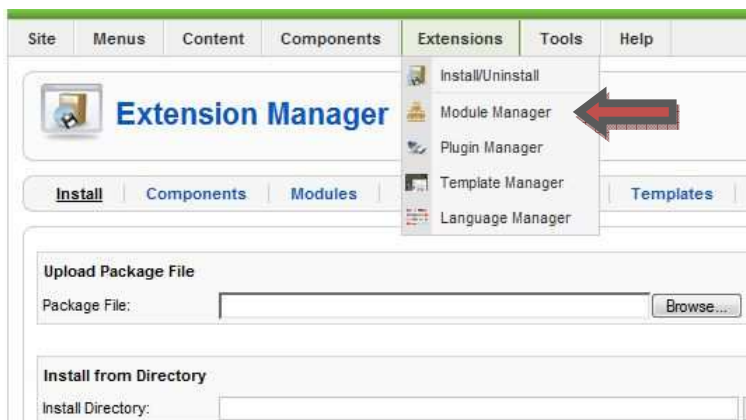 Site Menus Content Components Extensions Tools Help
Install/Uninstall
Extension Manager
Module Manager
Plugin Manager
Template Manager
Language Manager
Install Components Modules Templates
Upload Package File
Package File: Browse...
Install from Directory
Install Directory: